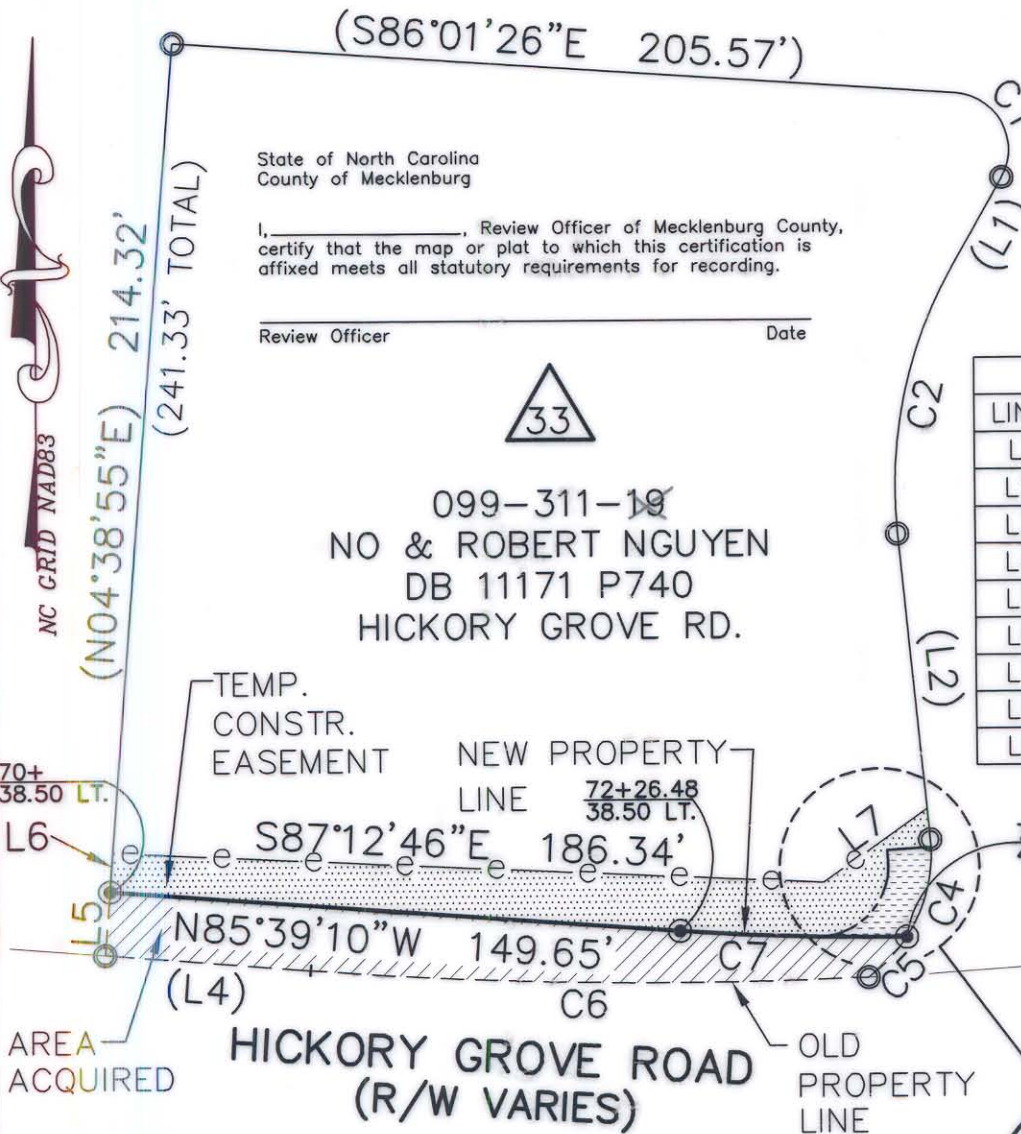 (S86°01'26"E 205.57')
C1
(L1)
State of North Carolina
County of Mecklenburg
I,____________, Review Officer of Mecklenburg County,
certify that the map or plat to which this certification is
affixed meets all statutory requirements for recording.
Review Officer Date
(N04°38'55"E) 214.32'
(241.33' TOTAL)
NC GRID NAD83
33
C2
099-311-19
NO & ROBERT NGUYEN
DB 11171 P740
HICKORY GROVE RD.
(L2)
LIN
L
L
L
L
L
L
L
L
L
TEMP.
CONSTR.
EASEMENT
NEW PROPERTY
LINE
72+26.48
38.50 LT.
70+
38.50 LT.
L6
e e e e e e e e e
S87°12'46"E 186.34'
L7
L5
N85°39'10"W 149.65'
C7
C4
C5
(L4)
C6
AREA
ACQUIRED
HICKORY GROVE ROAD
(R/W VARIES)
OLD
PROPERTY
LINE